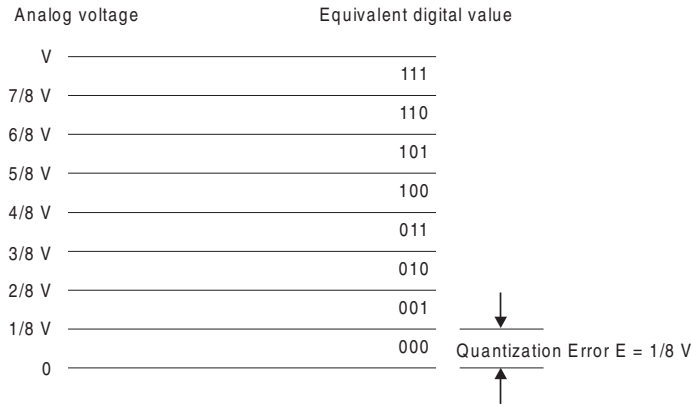 Analog voltage Equivalent digital value
V
111
7/8 V
110
6/8 V
101
5/8 V
100
4/8 V
011
3/8 V
010
2/8 V
001
1/8 V
000 Quantization Error E = 1/8 V
0